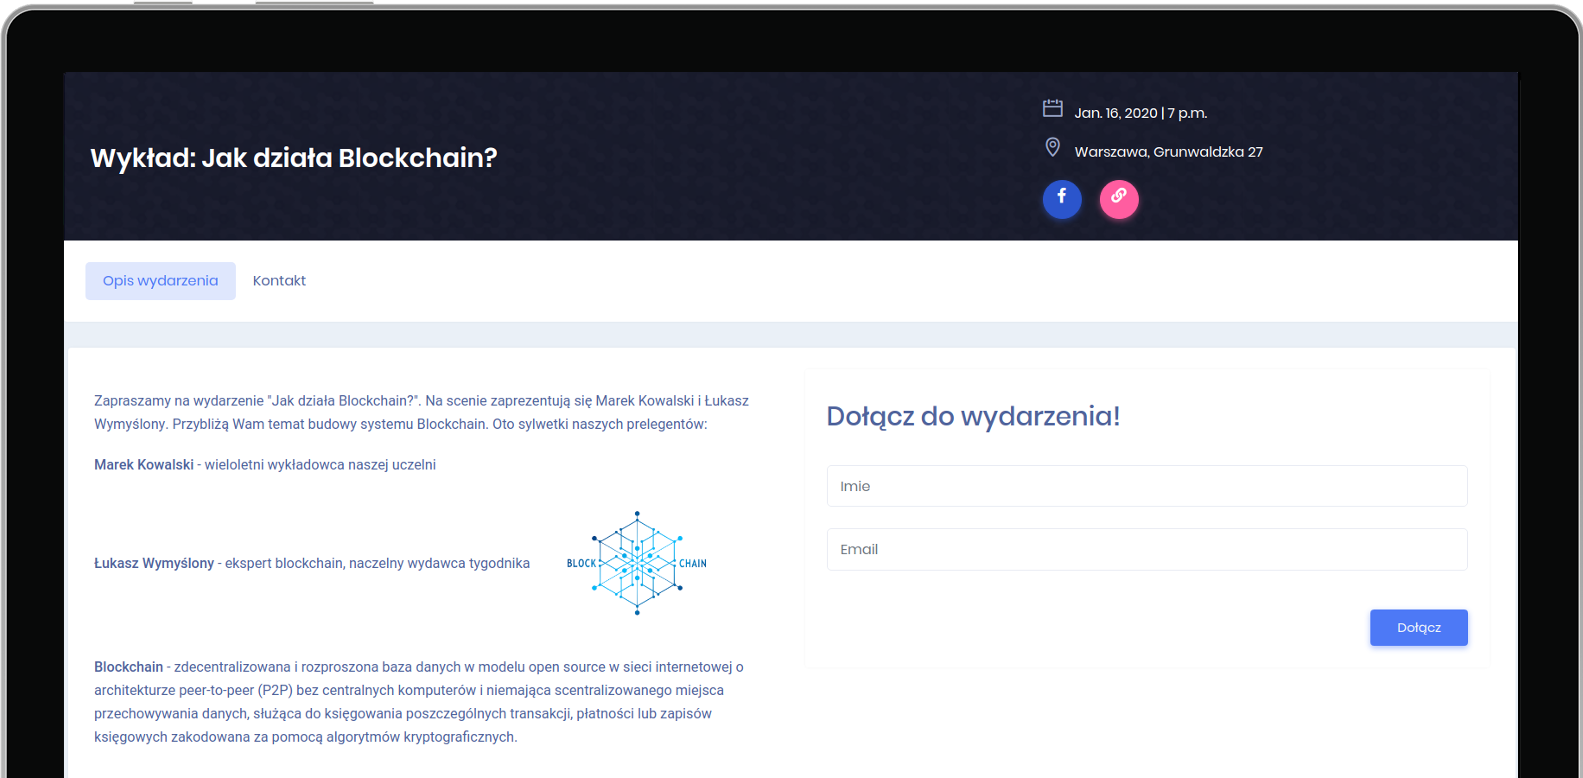 Wykład: Jak działa Blockchain?
Jan. 16, 2020 | 7 p.m.
Warszawa, Grunwaldzka 27
Opis wydarzenia
Kontakt
Zapraszamy na wydarzenie "Jak działa Blockchain?". Na scenie zaprezentują się Marek Kowalski i Łukasz
Wymyślony. Przybliżą Wam temat budowy systemu Blockchain. Oto sylwetki naszych prelegentów:
Marek Kowalski - wieloletni wykładowca naszej uczelni
Łukasz Wymyślony - ekspert blockchain, naczelny wydawca tygodnika
BLOCK CHAIN
Blockchain - zdecentralizowana i rozproszona baza danych w modelu open source w sieci internetowej o
architekturze peer-to-peer (P2P) bez centralnych komputerów i niemająca scentralizowanego miejsca
przechowywania danych, służąca do księgowania poszczególnych transakcji, płatności lub zapisów
księgowych zakodowana za pomocą algorytmów kryptograficznych.
Dołącz do wydarzenia!
Imie
Email
Dołącz